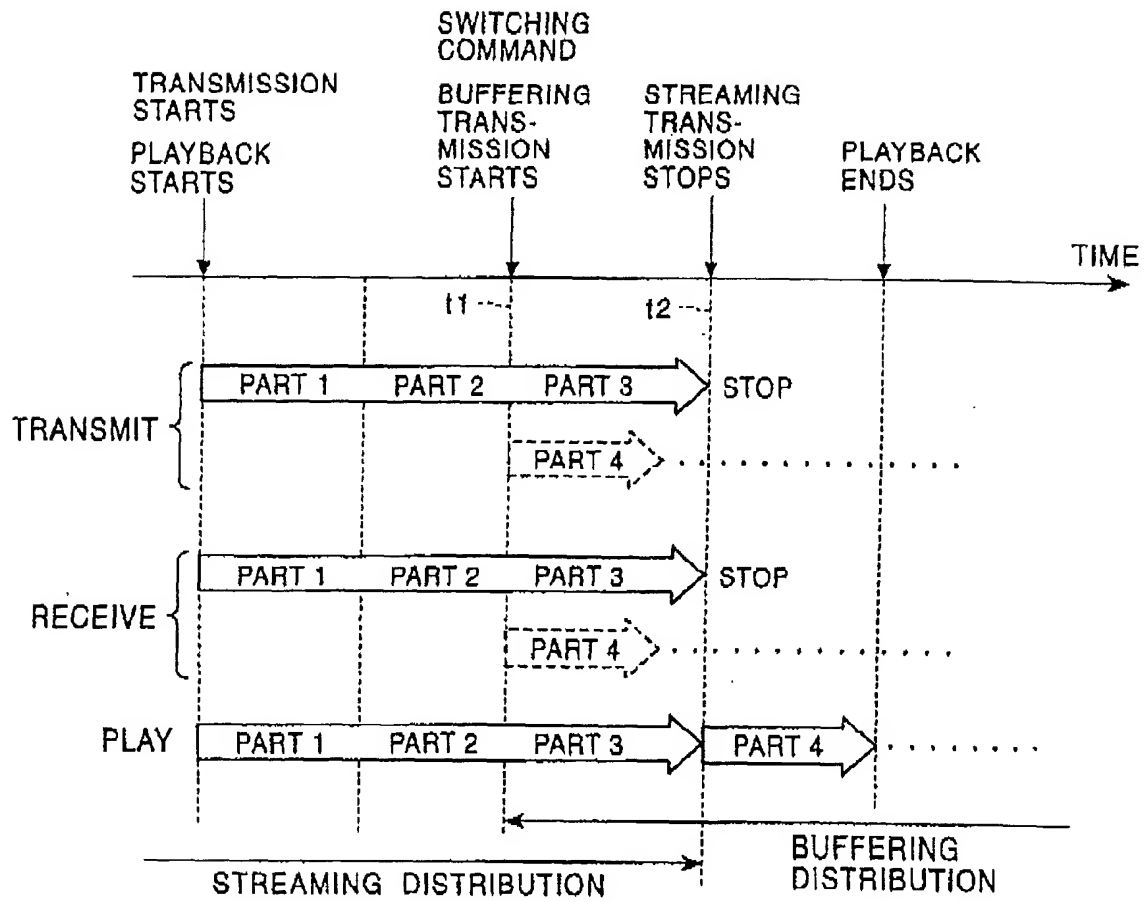 SWITCHING
COMMAND
TRANSMISSION
STARTS
PLAYBACK
STARTS
BUFFERING
TRANS-
MISSION
STARTS
STREAMING
TRANS-
MISSION
STOPS
PLAYBACK
ENDS
TIME
t1
t2
TRANSMIT
PART 1 PART 2 PART 3 STOP
PART 4
RECEIVE
PART 1 PART 2 PART 3 STOP
PART 4
PLAY PART 1 PART 2 PART 3 PART 4
STREAMING DISTRIBUTION
BUFFERING
DISTRIBUTION